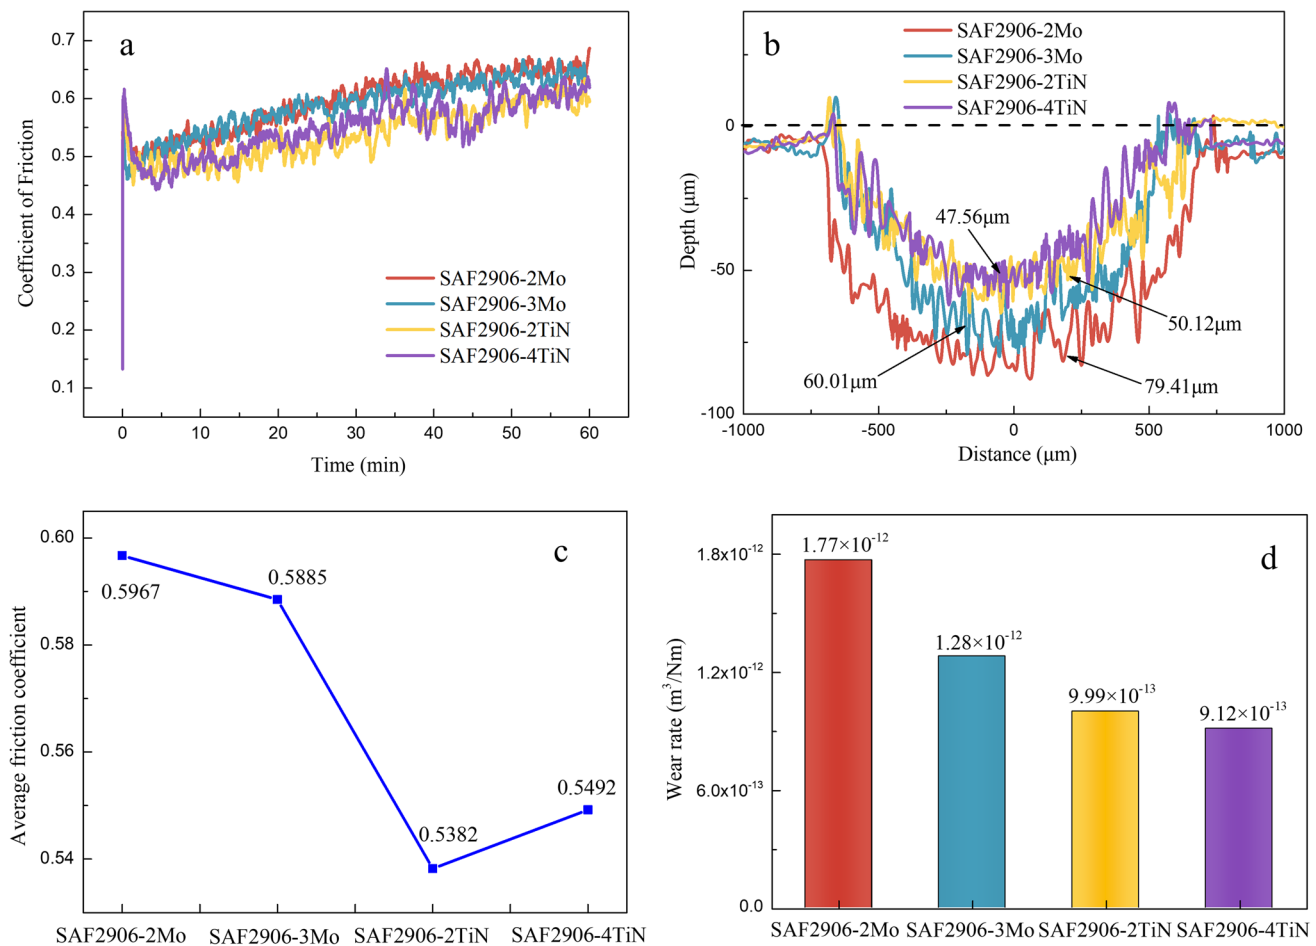 a
0.7
0.6
0.5
0.4
0.3
0.2
0.1
Coefficient of Friction
SAF2906-2Mo
SAF2906-3Mo
SAF2906-2TiN
SAF2906-4TiN
0 10 20 30 40 50 60
Time (min)
b
SAF2906-2Mo
SAF2906-3Mo
SAF2906-2TiN
SAF2906-4TiN
0
-50
-100
Depth (μm)
47.56μm
50.12μm
60.01μm
79.41μm
-1000 -500 0 500 1000
Distance (μm)
c
0.60
0.58
0.56
0.54
Average friction coefficient
0.5967
0.5885
0.5382
0.5492
SAF2906-2Mo SAF2906-3Mo SAF2906-2TiN SAF2906-4TiN
d
1.8x10⁻¹²
1.2x10⁻¹²
6.0x10⁻¹³
0.0
Wear rate (m³/Nm)
1.77×10⁻¹²
1.28×10⁻¹²
9.99×10⁻¹³
9.12×10⁻¹³
SAF2906-2Mo SAF2906-3Mo SAF2906-2TiN SAF2906-4TiN